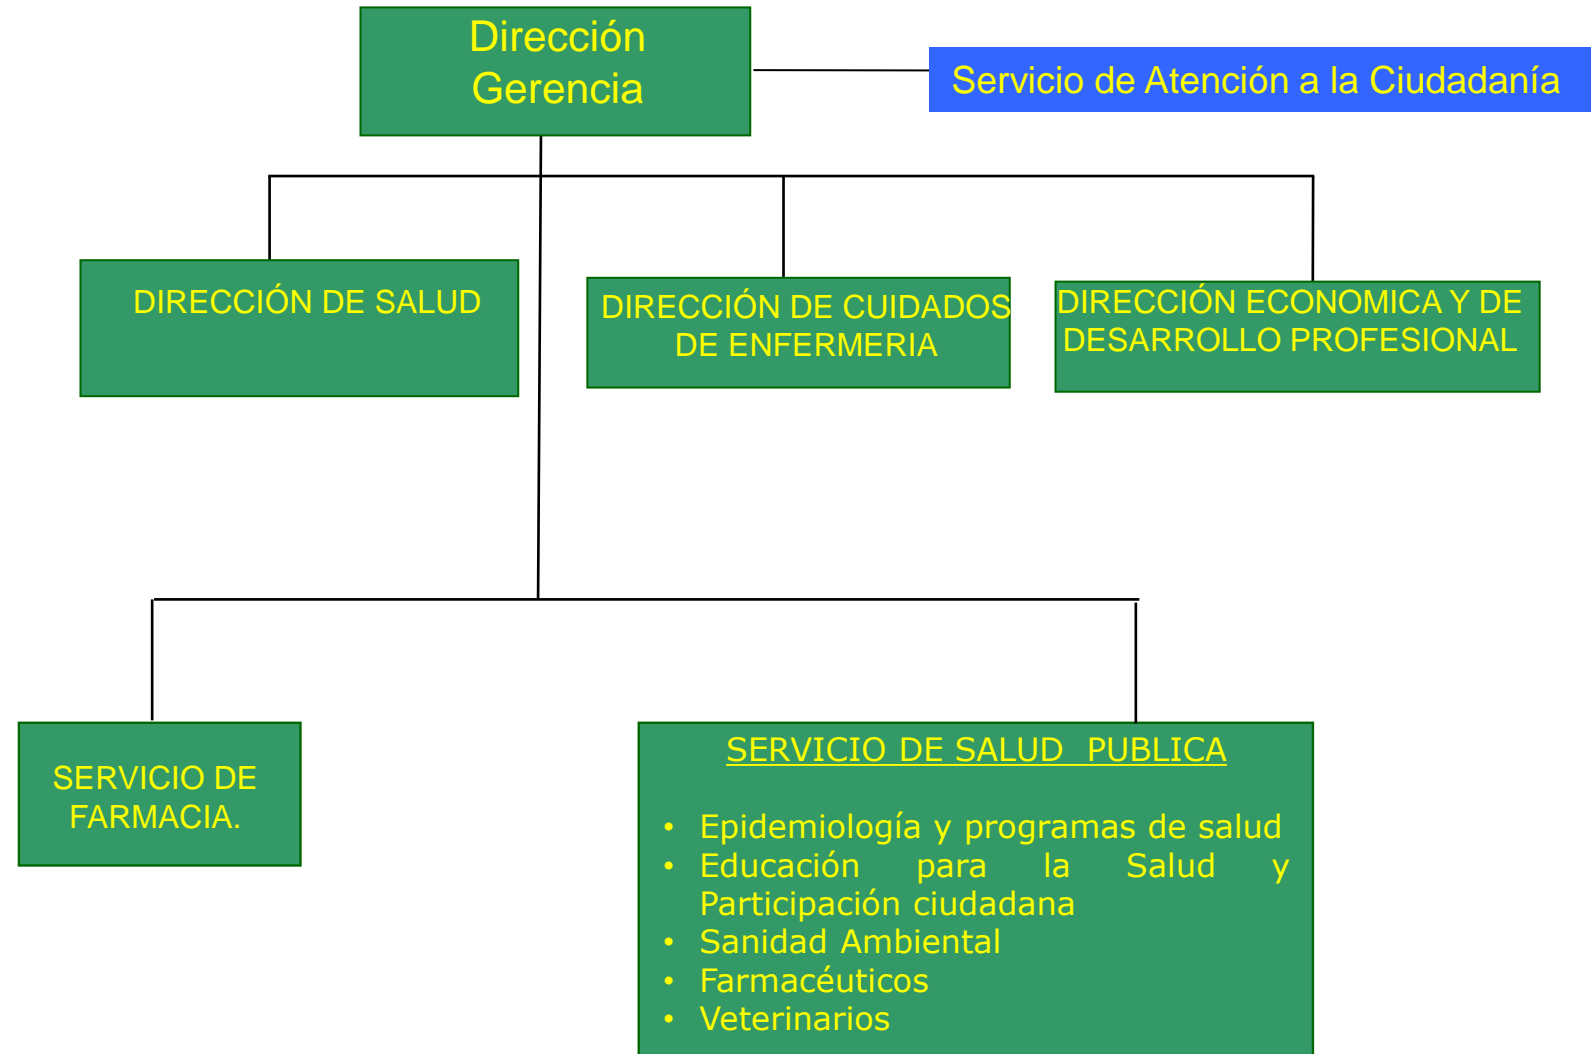 Dirección
Gerencia
Servicio de Atención a la Ciudadanía
DIRECCIÓN DE SALUD
DIRECCIÓN DE CUIDADOS
DE ENFERMERIA
DIRECCIÓN ECONOMICA Y DE
DESARROLLO PROFESIONAL
SERVICIO DE
FARMACIA.
SERVICIO DE SALUD PUBLICA
• Epidemiología y programas de salud
• Educación para la Salud y
Participación ciudadana
• Sanidad Ambiental
• Farmacéuticos
• Veterinarios